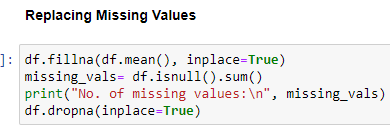 Replacing Missing Values
]: df.fillna(df.mean(), inplace=True)
missing_vals= df.isnull().sum()
print("No. of missing values:\n", missing_vals)
df.dropna(inplace=True)